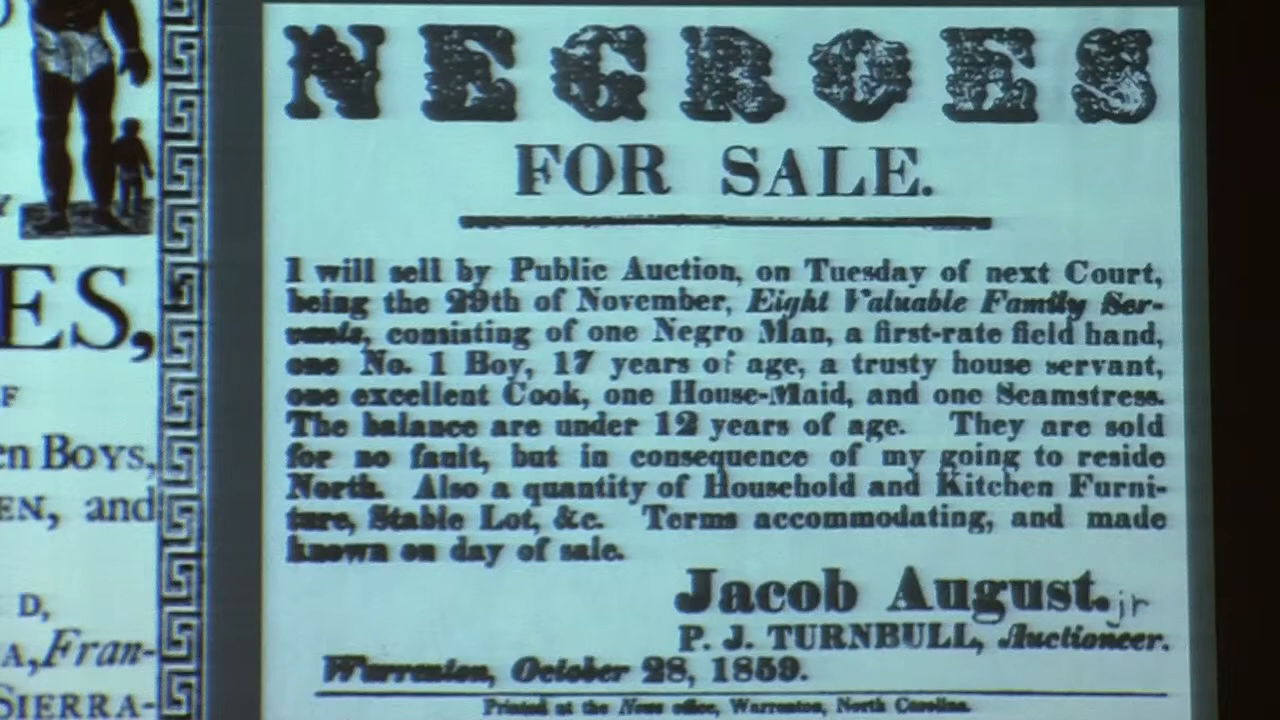 ES,
F
en Boys,
EN, and
D,
A, Fran-
SIERRA-
NEGROES
FOR SALE.
I will sell by Public Auction, on Tuesday of next Court,
being the 29th of November, Eight Valuable Family Ser-
vants, consisting of one Negro Man, a first-rate field hand,
one No. 1 Boy, 17 years of age, a trusty house servant,
one excellent Cook, one House-Maid, and one Seamstress.
The balance are under 12 years of age. They are sold
for no fault, but in consequence of my going to reside
North. Also a quantity of Household and Kitchen Furni-
ture, Stable Lot, &c. Terms accommodating, and made
known on day of sale.
Jacob August. jr
P. J. TURNBULL, Auctioneer.
Warrenton, October 28, 1859.
Printed at the News office, Warrenton, North Carolina.